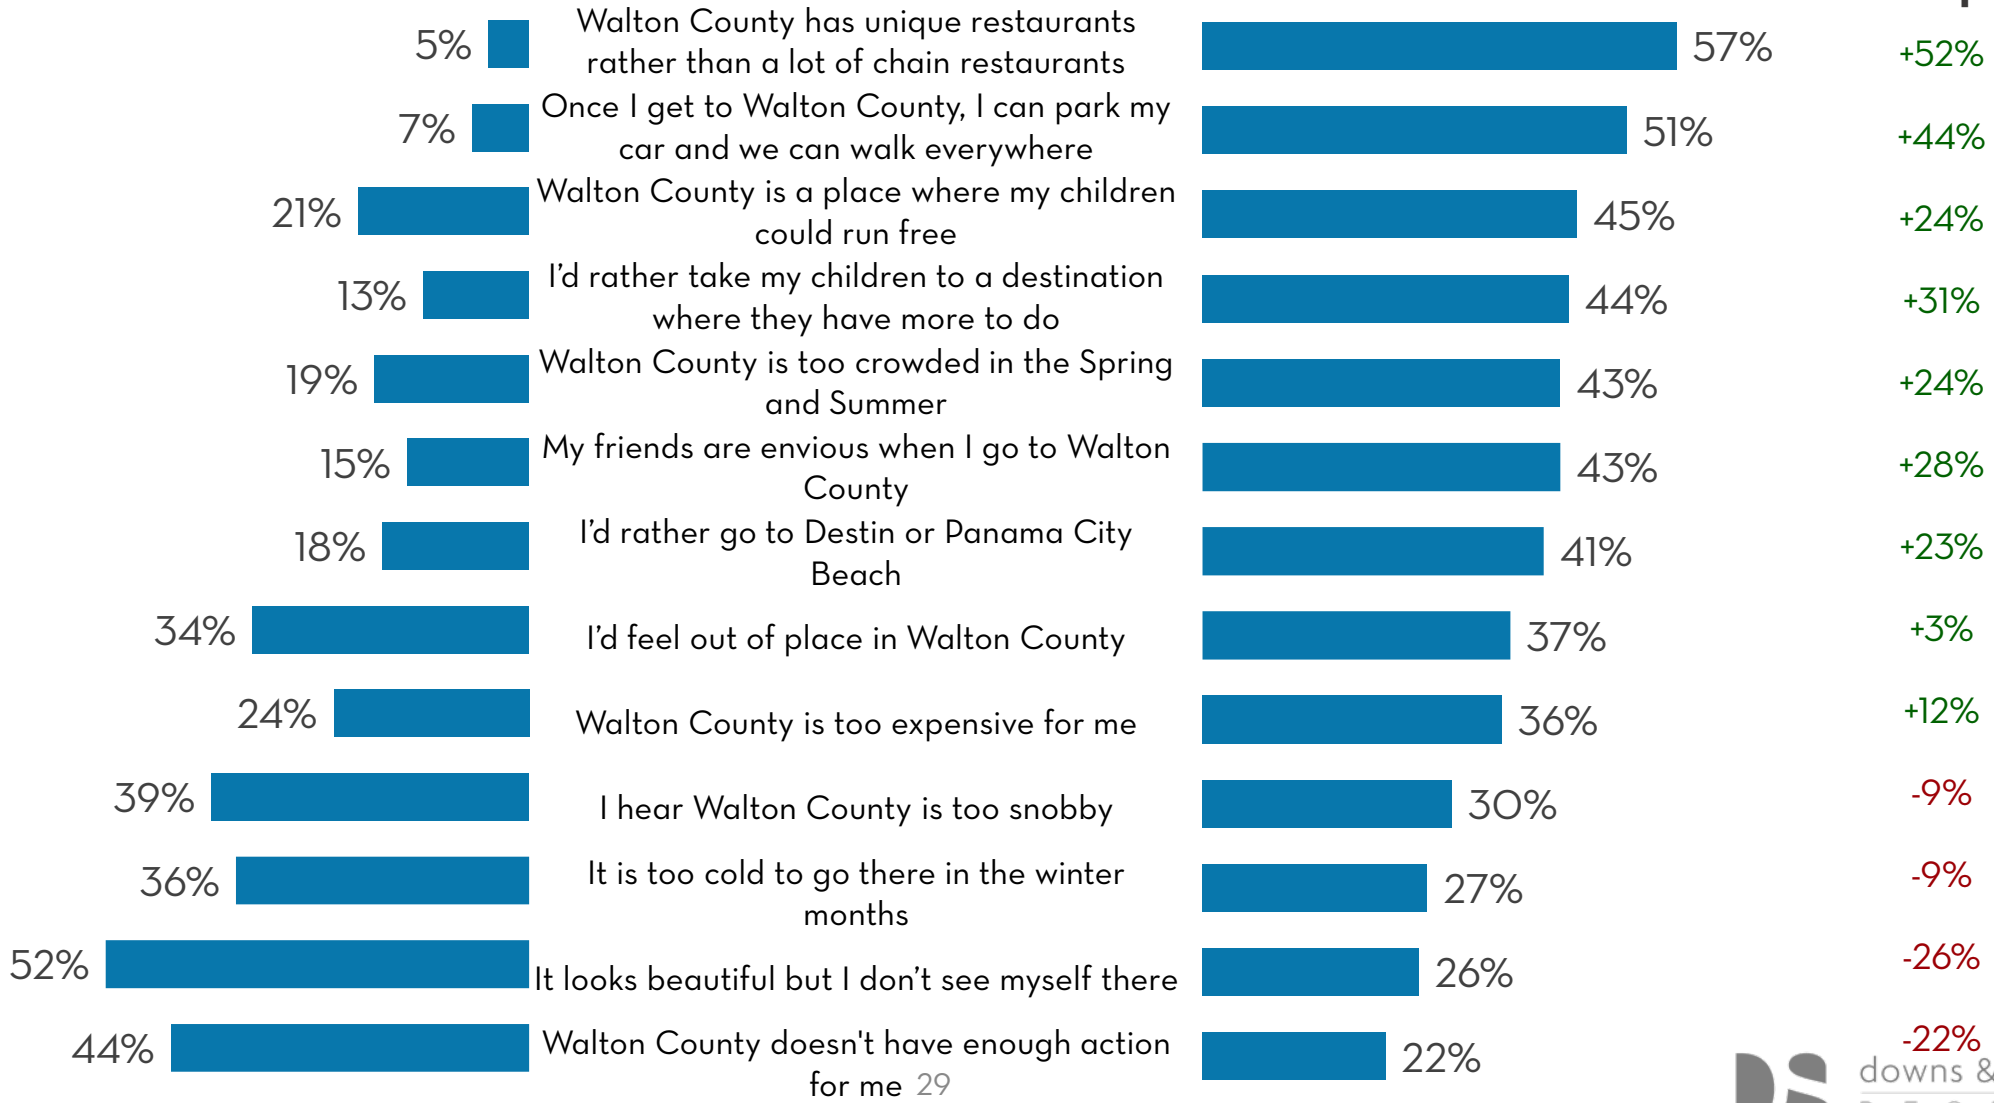 5%
Walton County has unique restaurants
rather than a lot of chain restaurants
57%
+52%
7%
Once I get to Walton County, I can park my
car and we can walk everywhere
51%
+44%
21%
Walton County is a place where my children
could run free
45%
+24%
13%
I'd rather take my children to a destination
where they have more to do
44%
+31%
19%
Walton County is too crowded in the Spring
and Summer
43%
+24%
15%
My friends are envious when I go to Walton
County
43%
+28%
18%
I'd rather go to Destin or Panama City
Beach
41%
+23%
34%
I'd feel out of place in Walton County
37%
+3%
24%
Walton County is too expensive for me
36%
+12%
39%
I hear Walton County is too snobby
30%
-9%
36%
It is too cold to go there in the winter
months
27%
-9%
52%
It looks beautiful but I don't see myself there
26%
-26%
44%
Walton County doesn't have enough action
for me
22%
-22%
29
downs &